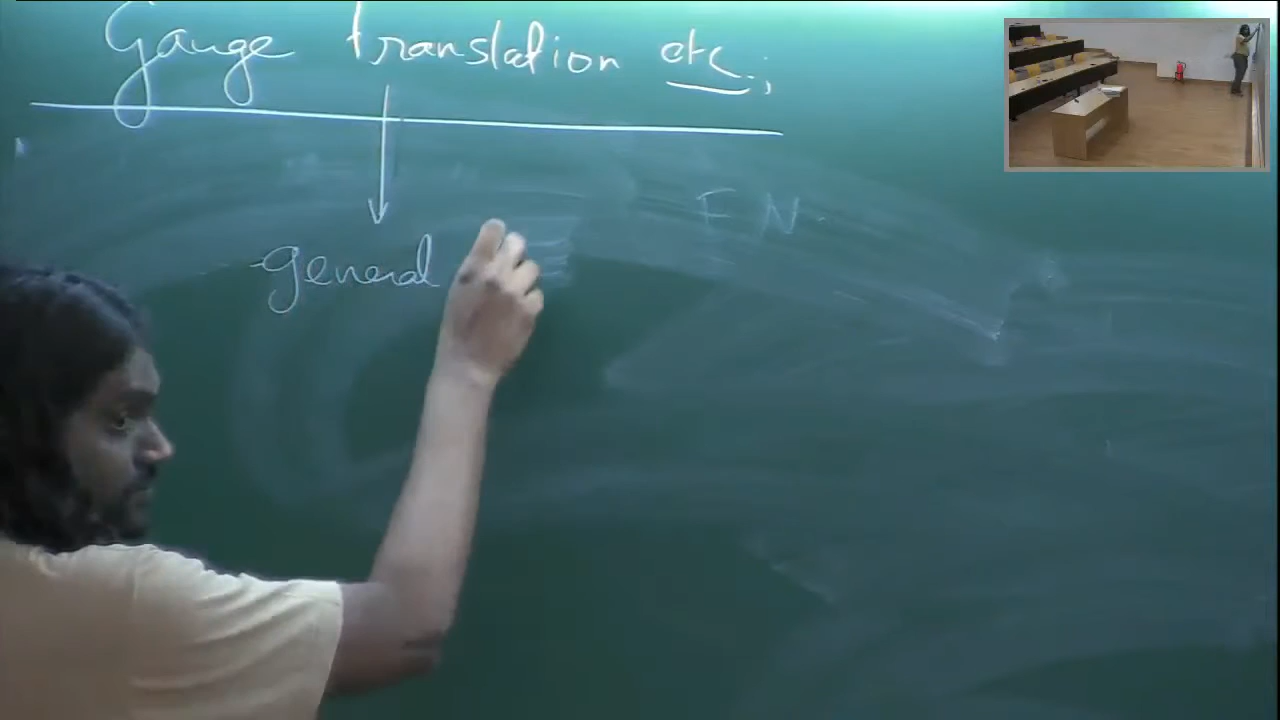 Gauge translation etc.;
general
F N